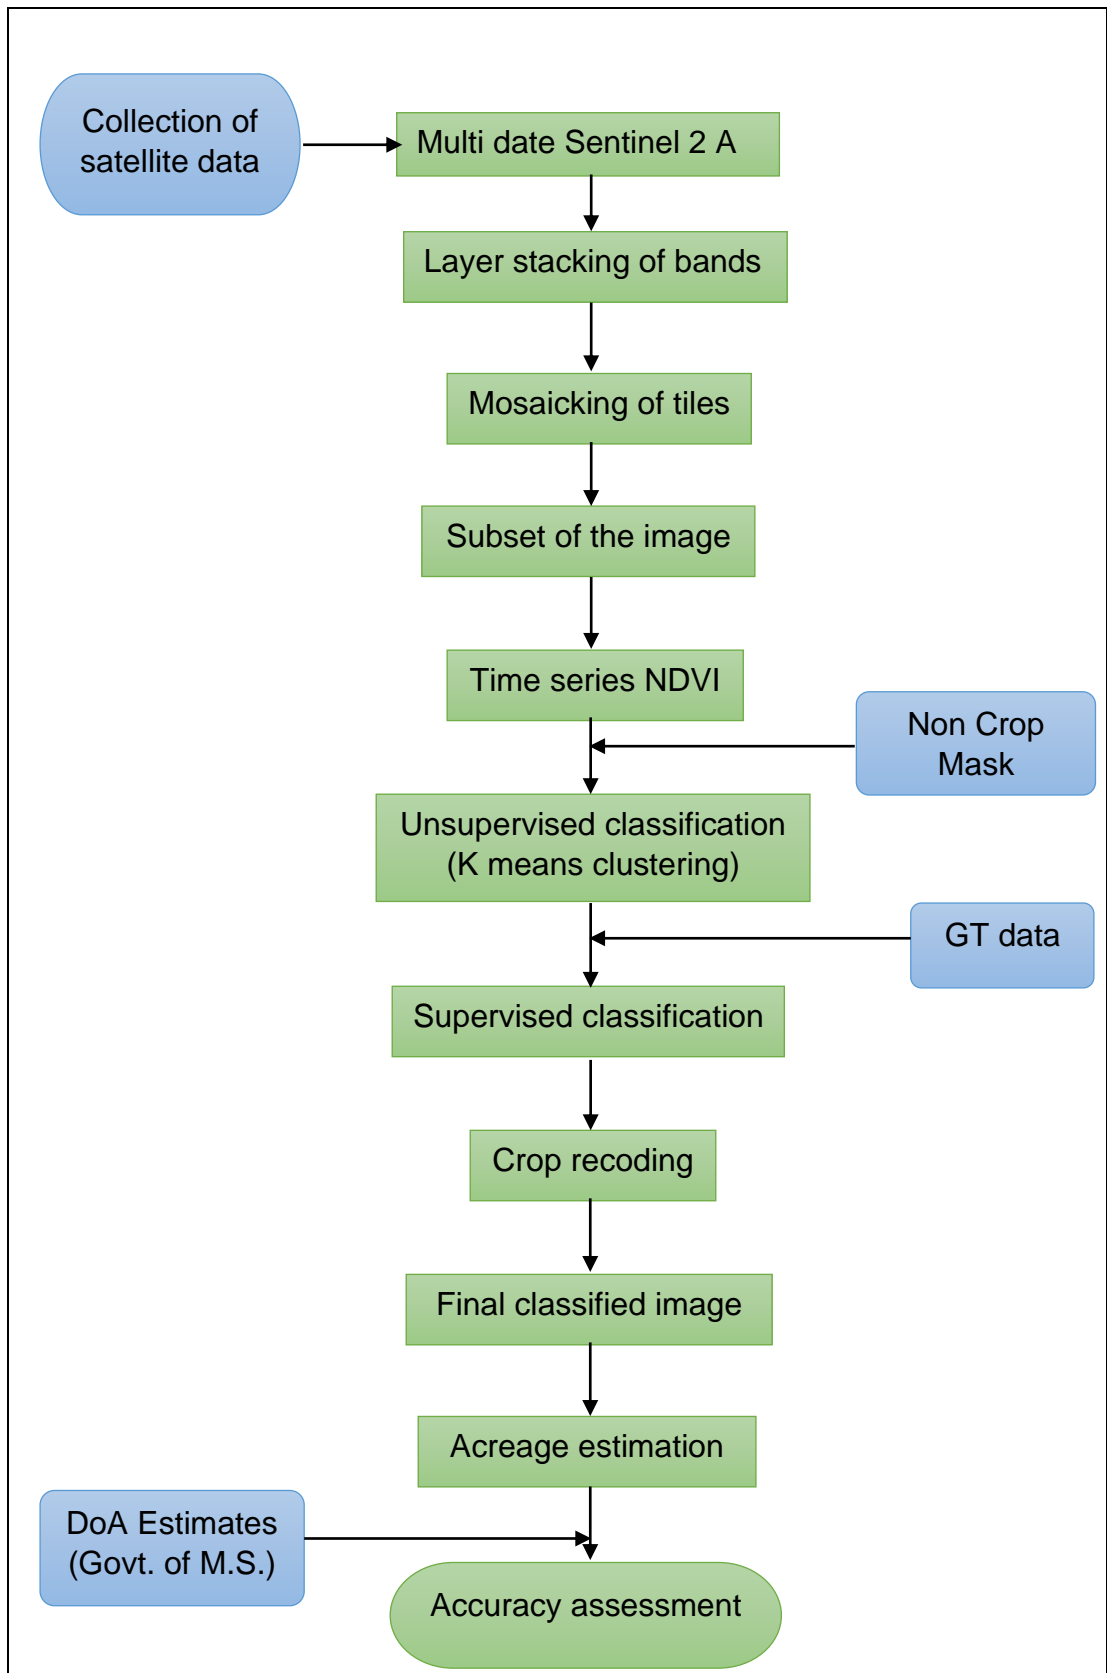 Collection of
satellite data
Multi date Sentinel 2 A
Layer stacking of bands
Mosaicking of tiles
Subset of the image
Time series NDVI
Non Crop
Mask
Unsupervised classification
(K means clustering)
GT data
Supervised classification
Crop recoding
Final classified image
Acreage estimation
DoA Estimates
(Govt. of M.S.)
Accuracy assessment